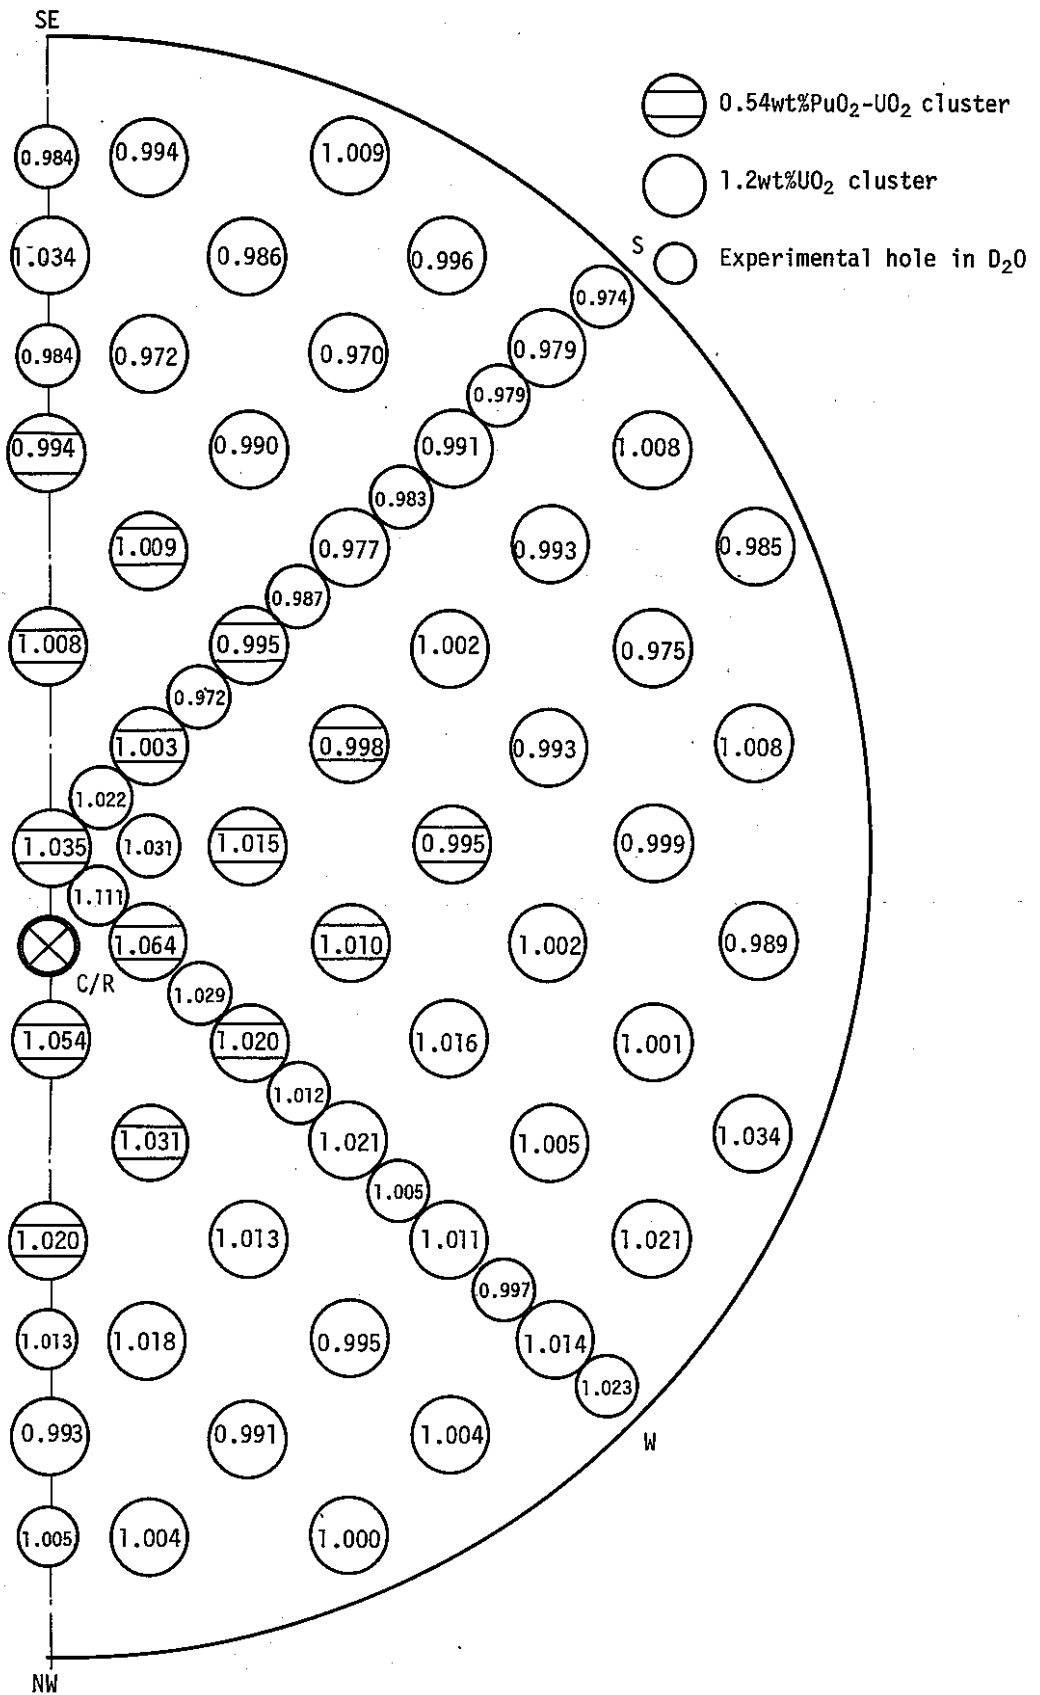 SE
0.54wt%PuO₂-UO₂ cluster
0.984 0.994 1.009
1.2wt%UO₂ cluster
S
Experimental hole in D₂O
1.034 0.986 0.996
0.974
0.984 0.972 0.970 0.979
0.979
0.994 0.990 0.991 1.008
0.983
1.009 0.977 0.993 0.985
0.987
1.008 0.995 1.002 0.975
0.972
1.003 0.998 0.993 1.008
1.022
1.035 1.031 1.015 0.995 0.999
1.111
1.064 1.010 1.002 0.989
C/R
1.029
1.054 1.020 1.016 1.001
1.012
1.031 1.021 1.005 1.034
1.005
1.020 1.013 1.011 1.021
0.997
1.013 1.018 0.995 1.014
1.023
0.993 0.991 1.004
W
1.005 1.004 1.000
NW